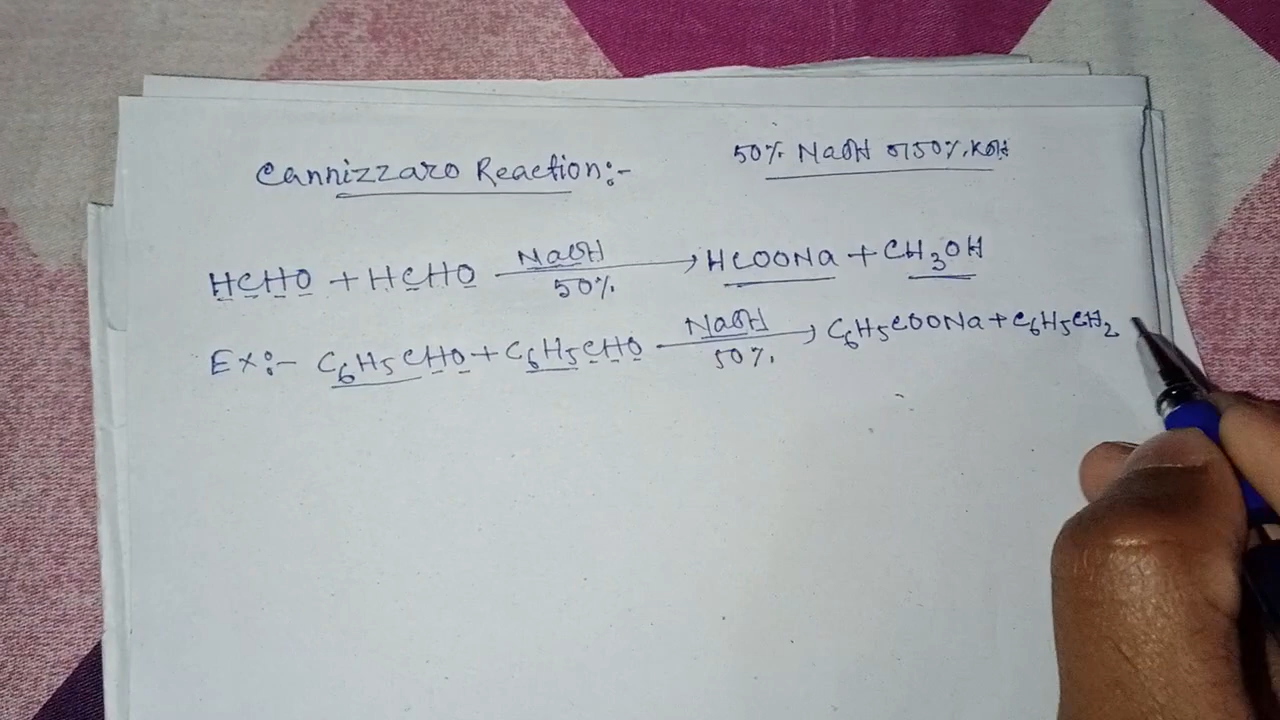 Cannizzaro Reaction:-
50% NaOH or 50% KOH
HCHO + HCHO NaOH 50% → HCOONa + CH3OH
Ex:- C6H5CHO + C6H5CHO NaOH 50% → C6H5COONa + C6H5CH2